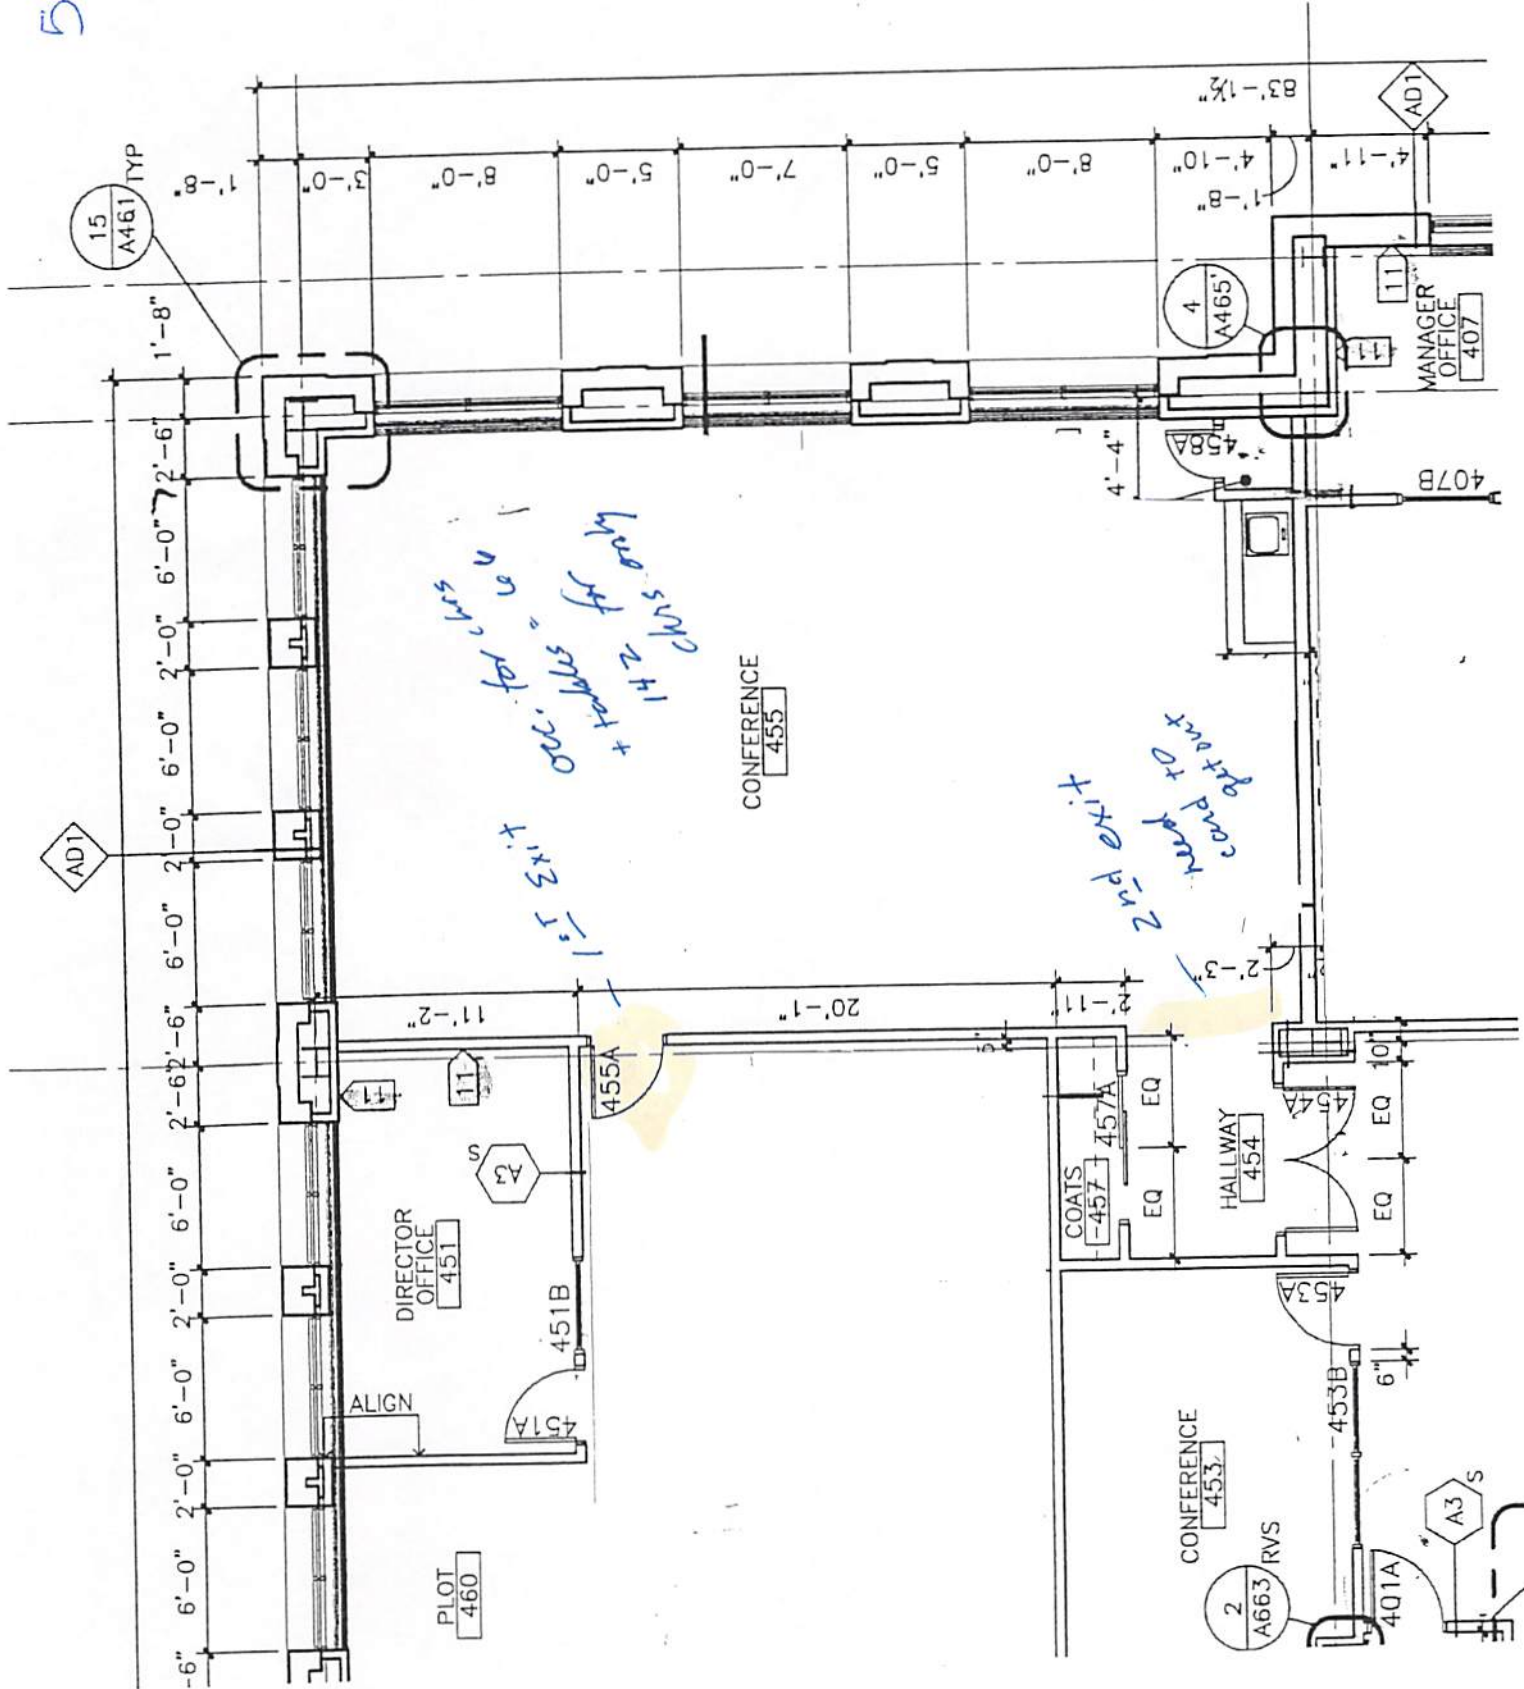 5
15
A461
TYP
1'-8"
1'-8"
3'-0"
8'-0"
5'-0"
7'-0"
5'-0"
8'-0"
4'-10"
1'-8"
4'-11"
83'-1½"
AD1
2'-6"
6'-0"
2'-0"
6'-0"
2'-0"
6'-0"
2'-6"
2'-6"
6'-0"
2'-0"
6'-0"
2'-0"
6'-0"
-6"
AD1
4
A465
11
11
MANAGER
OFFICE
407
407B
458A
4'-4"
occ. for chrs
+ tables = 60
142 for
chrs only
CONFERENCE
455
1st Exit
2nd exit
need
card to
get out
11'-2"
20'-1"
2'-11"
2'-3"
5"
10"
11
11
455A
A3
S
DIRECTOR
OFFICE
451
451B
451A
ALIGN
COATS
457
457A
EQ
EQ
HALLWAY
454
454A
EQ
EQ
453A
6"
453B
CONFERENCE
453
PLOT
460
2
A663
RVS
401A
A3
S